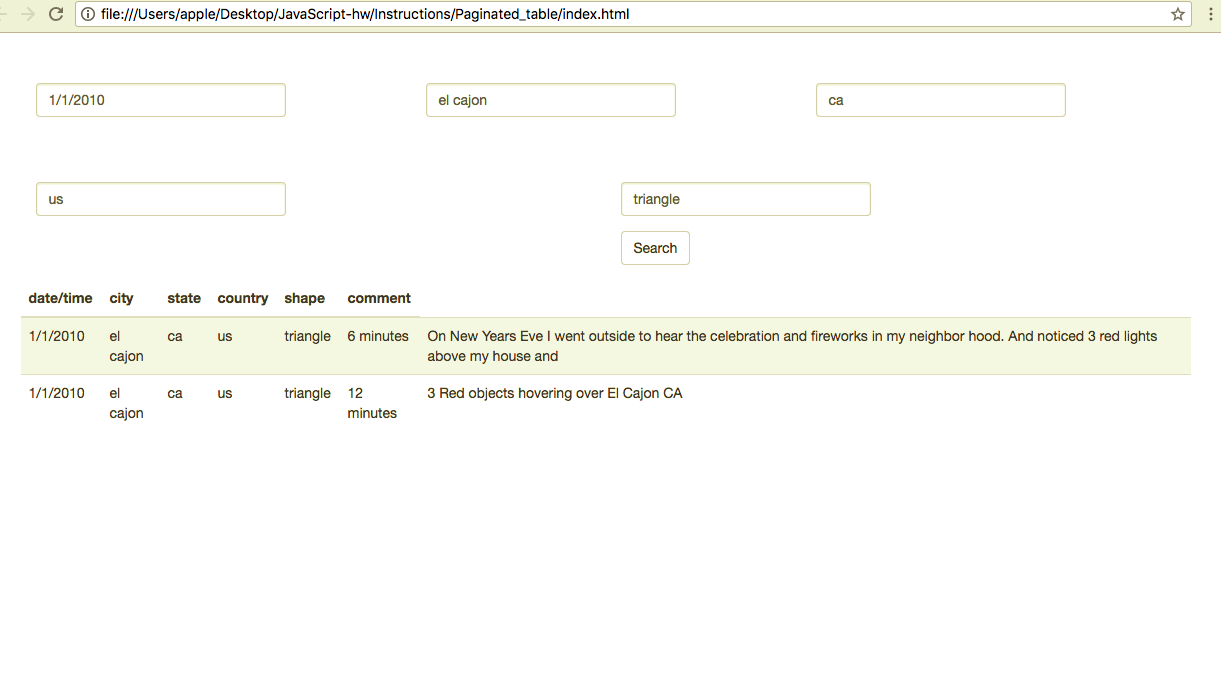 file:///Users/apple/Desktop/JavaScript-hw/Instructions/Paginated_table/index.html
1/1/2010 el cajon ca
us triangle
Search
date/time city state country shape comment
1/1/2010 el ca us triangle 6 minutes On New Years Eve I went outside to hear the celebration and fireworks in my neighbor hood. And noticed 3 red lights
cajon above my house and
1/1/2010 el ca us triangle 12 3 Red objects hovering over El Cajon CA
cajon minutes